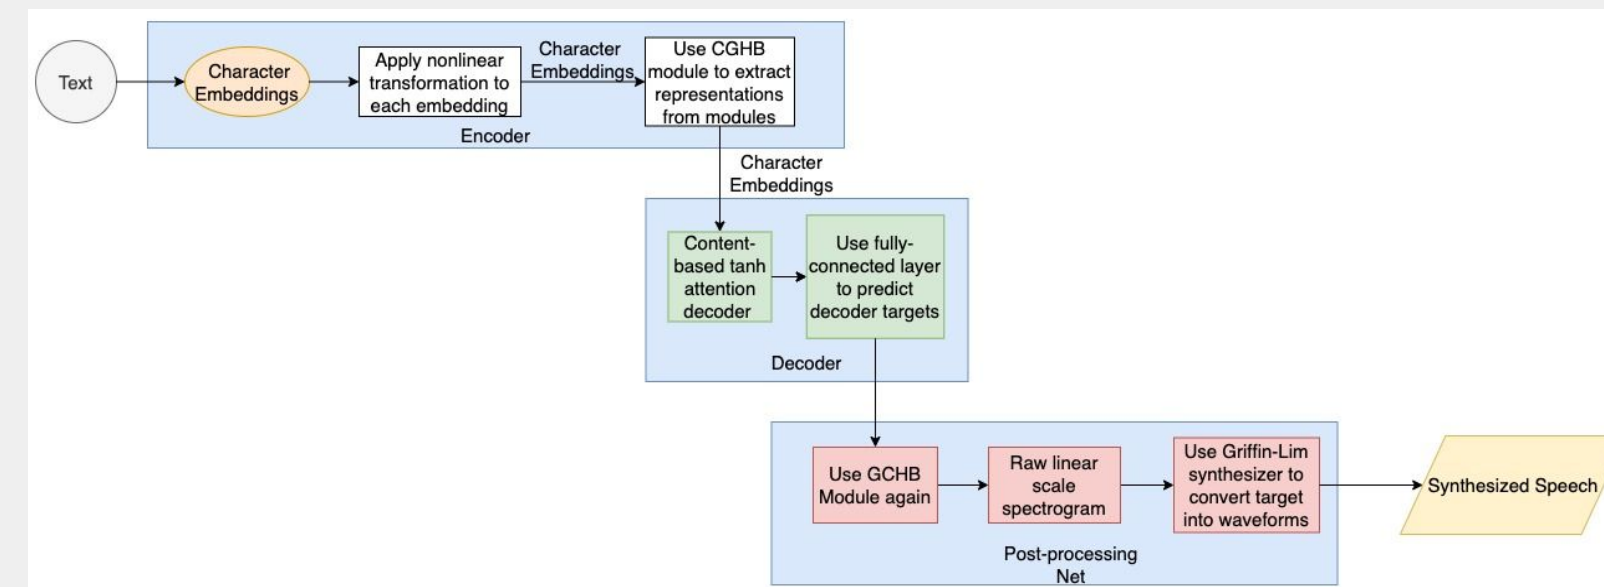 Text
Character
Embeddings
Apply nonlinear
transformation to
each embedding
Character
Embeddings
Use CGHB
module to extract
representations
from modules
Encoder
Character
Embeddings
Content-
based tanh
attention
decoder
Use fully-
connected layer
to predict
decoder targets
Decoder
Use GCHB
Module again
Raw linear
scale
spectrogram
Use Griffin-Lim
synthesizer to
convert target
into waveforms
Synthesized Speech
Post-processing
Net